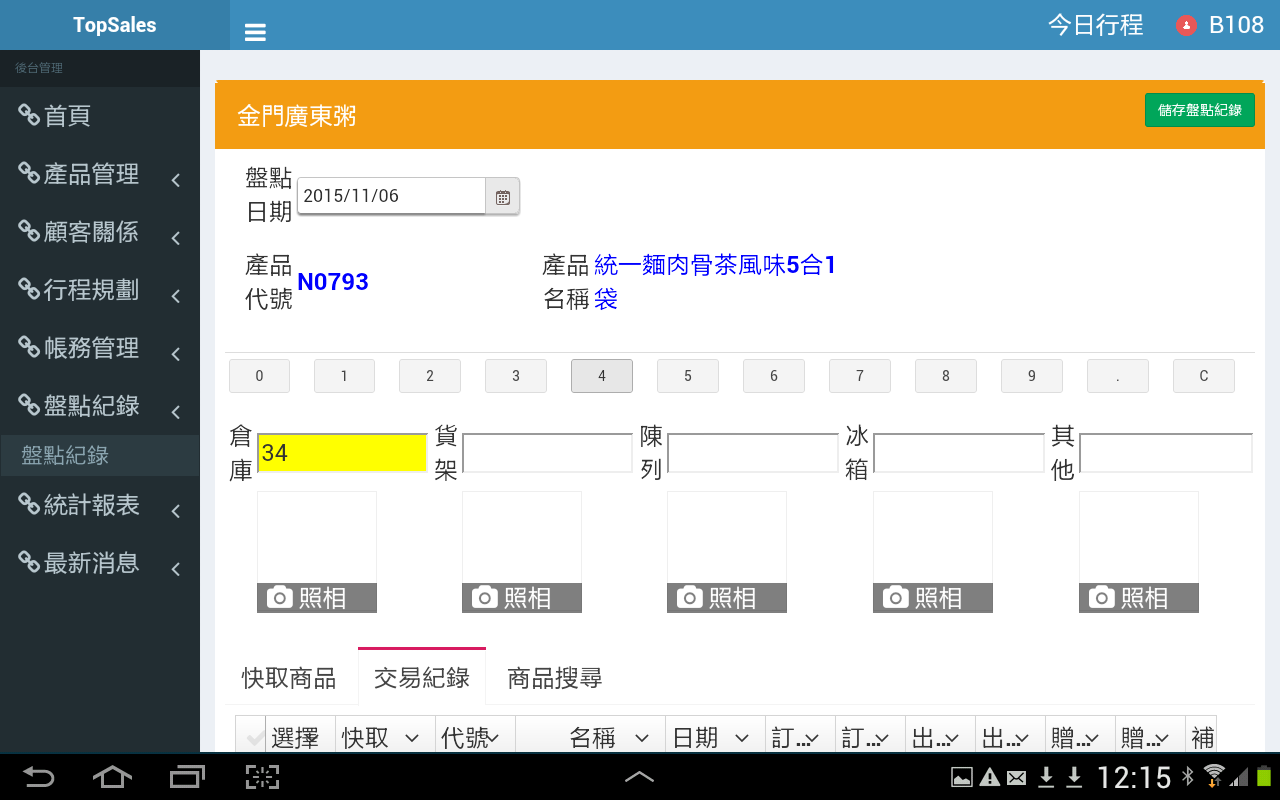 TopSales
今日行程
B108
後台管理
首頁
產品管理
顧客關係
行程規劃
帳務管理
盤點紀錄
盤點紀錄
統計報表
最新消息
金門廣東粥
儲存盤點紀錄
盤點
日期
2015/11/06
產品
代號
N0793
產品
名稱
統一麵肉骨茶風味5合1
袋
0 1 2 3 4 5 6 7 8 9 . C
倉
庫
34
貨
架
陳
列
冰
箱
其
他
照相 照相 照相 照相 照相
快取商品 交易紀錄 商品搜尋
選擇 快取 代號 名稱 日期 訂... 訂... 出... 出... 贈... 贈... 補
12:15